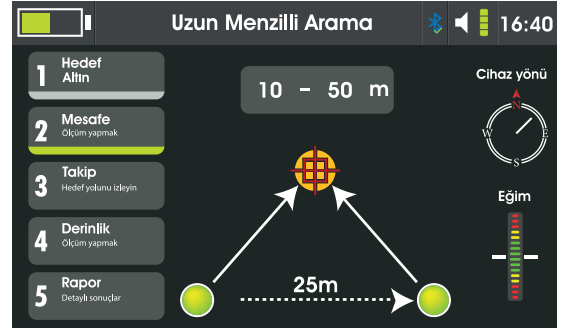 Uzun Menzilli Arama
16:40
1 Hedef
Altın
2 Mesafe
Ölçüm yapmak
3 Takip
Hedef yolunu izleyin
4 Derinlik
Ölçüm yapmak
5 Rapor
Detaylı sonuçlar
10 - 50 m
25m
Cihaz yönü
N
W E
S
Eğim